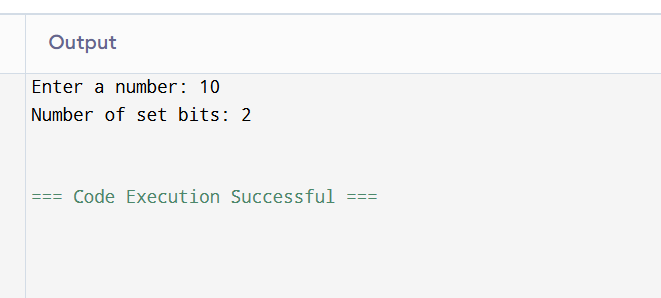 Output
Enter a number: 10
Number of set bits: 2
=== Code Execution Successful ===